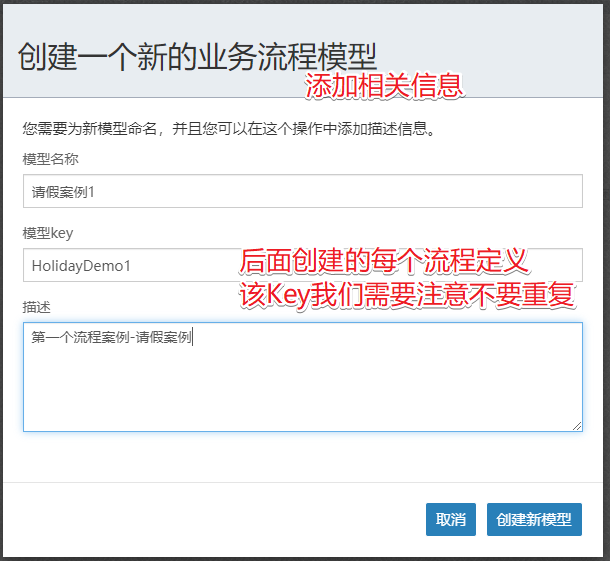 创建一个新的业务流程模型
添加相关信息
您需要为新模型命名，并且您可以在这个操作中添加描述信息。
模型名称
请假案例1
模型key
HolidayDemo1
后面创建的每个流程定义
该Key我们需要注意不要重复
描述
第一个流程案例-请假案例
取消
创建新模型